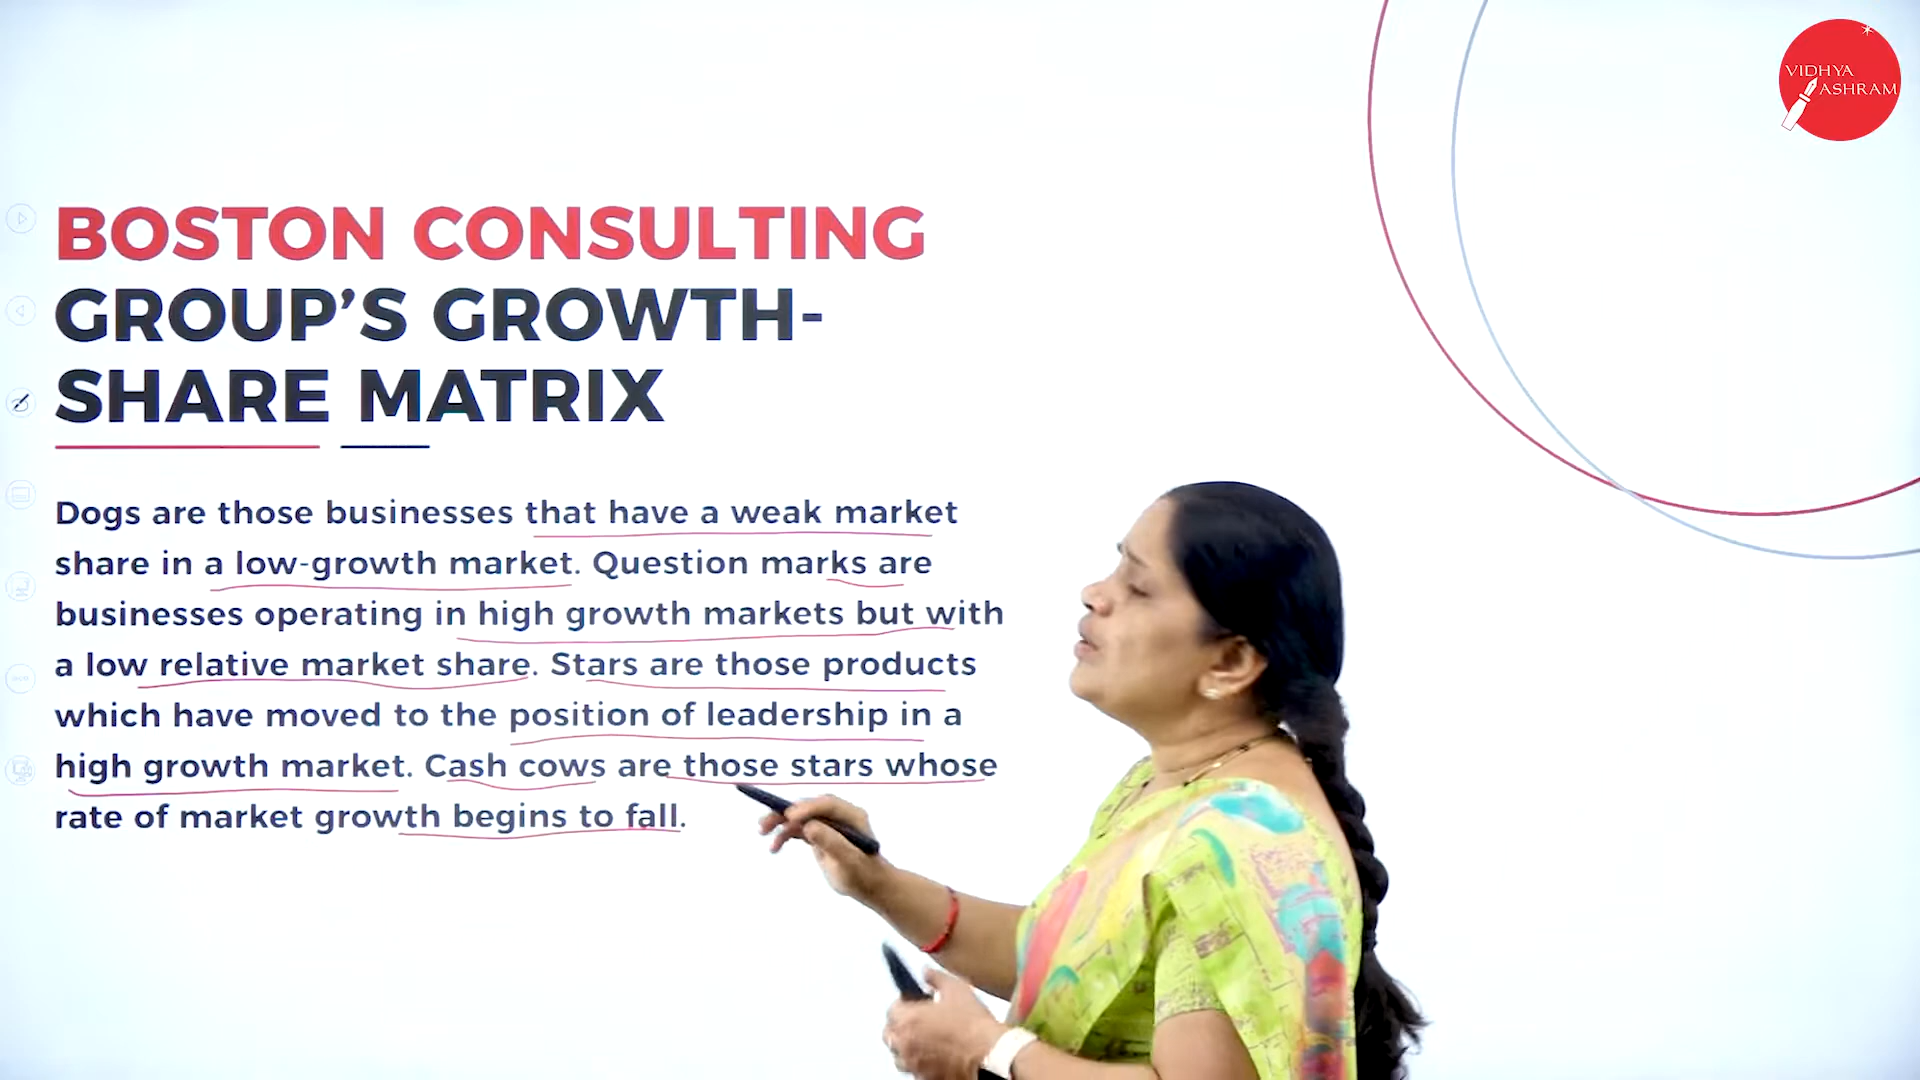 VIDHYA
ASHRAM
BOSTON CONSULTING
GROUP’S GROWTH-
SHARE MATRIX
Dogs are those businesses that have a weak market
share in a low-growth market. Question marks are
businesses operating in high growth markets but with
a low relative market share. Stars are those products
which have moved to the position of leadership in a
high growth market. Cash cows are those stars whose
rate of market growth begins to fall.